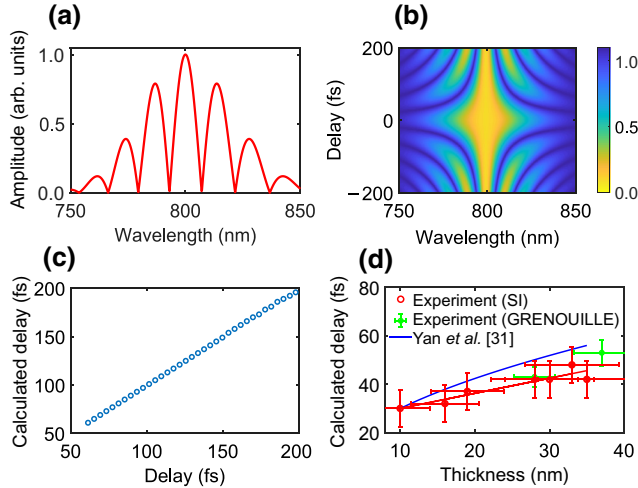 (a)
Amplitude (arb. units)
1.0
0.5
0.0
750
800
850
Wavelength (nm)
(b)
Delay (fs)
200
0
−200
750
800
850
Wavelength (nm)
1.0
0.5
0.0
(c)
Calculated delay (fs)
200
150
100
50
100
150
200
Delay (fs)
(d)
Calculated delay (fs)
80
60
40
20
10
20
30
40
Thickness (nm)
Experiment (SI)
Experiment (GRENOUILLE)
Yan et al. [31]